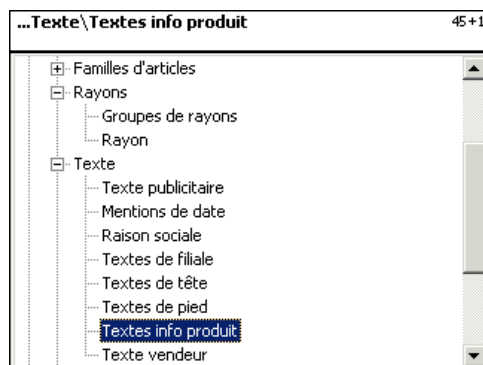 ...Texte\Textes info produit 45+1
Familles d'articles
Rayons
Groupes de rayons
Rayon
Texte
Texte publicitaire
Mentions de date
Raison sociale
Textes de filiale
Textes de tête
Textes de pied
Textes info produit
Texte vendeur